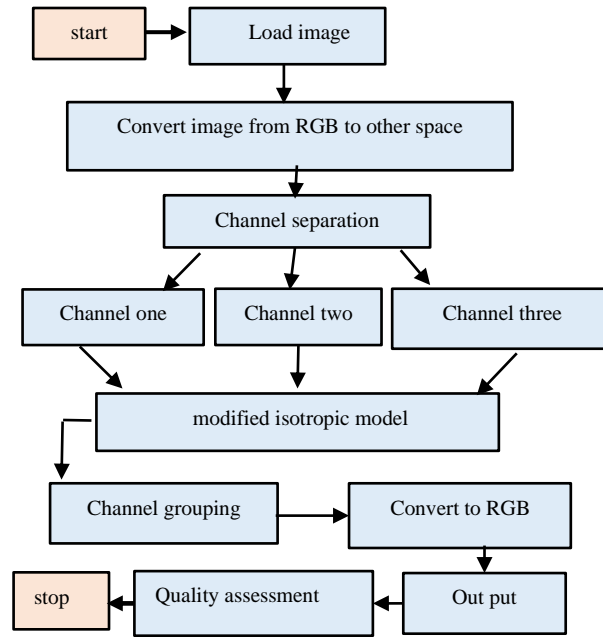 start
Load image
Convert image from RGB to other space
Channel separation
Channel one
Channel two
Channel three
modified isotropic model
Channel grouping
Convert to RGB
Out put
Quality assessment
stop